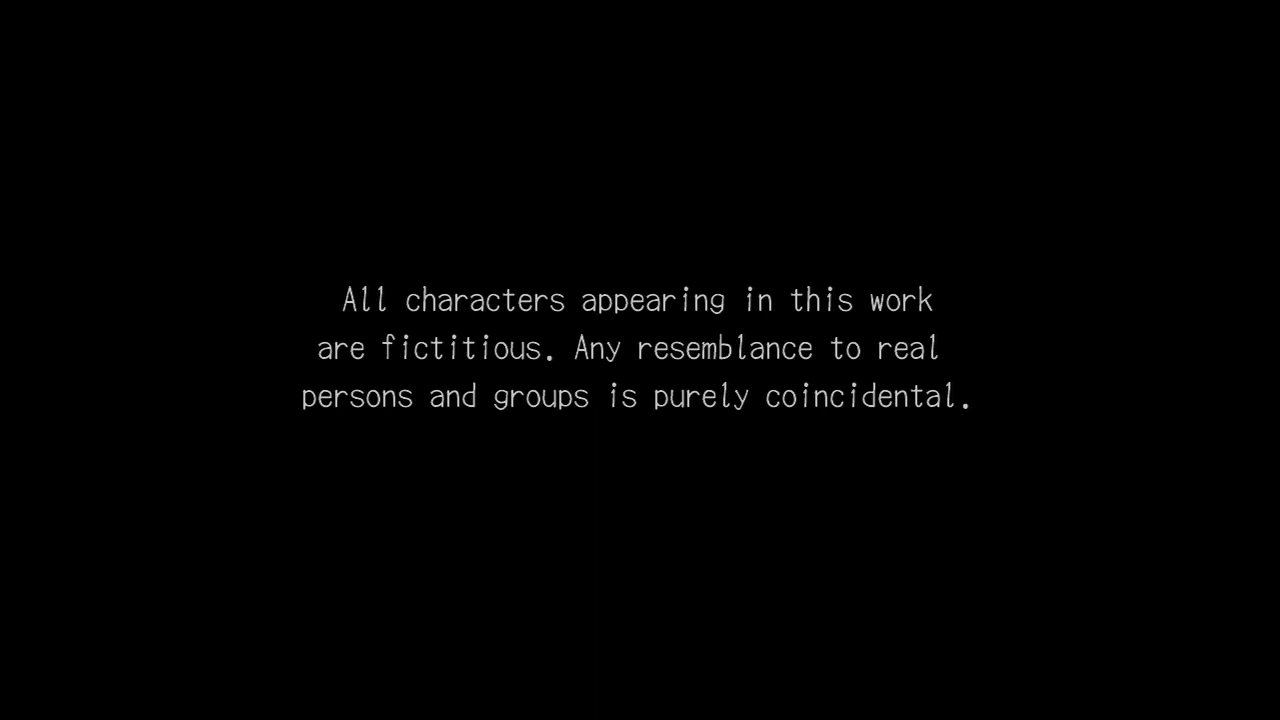 All characters appearing in this work
are fictitious. Any resemblance to real
persons and groups is purely coincidental.